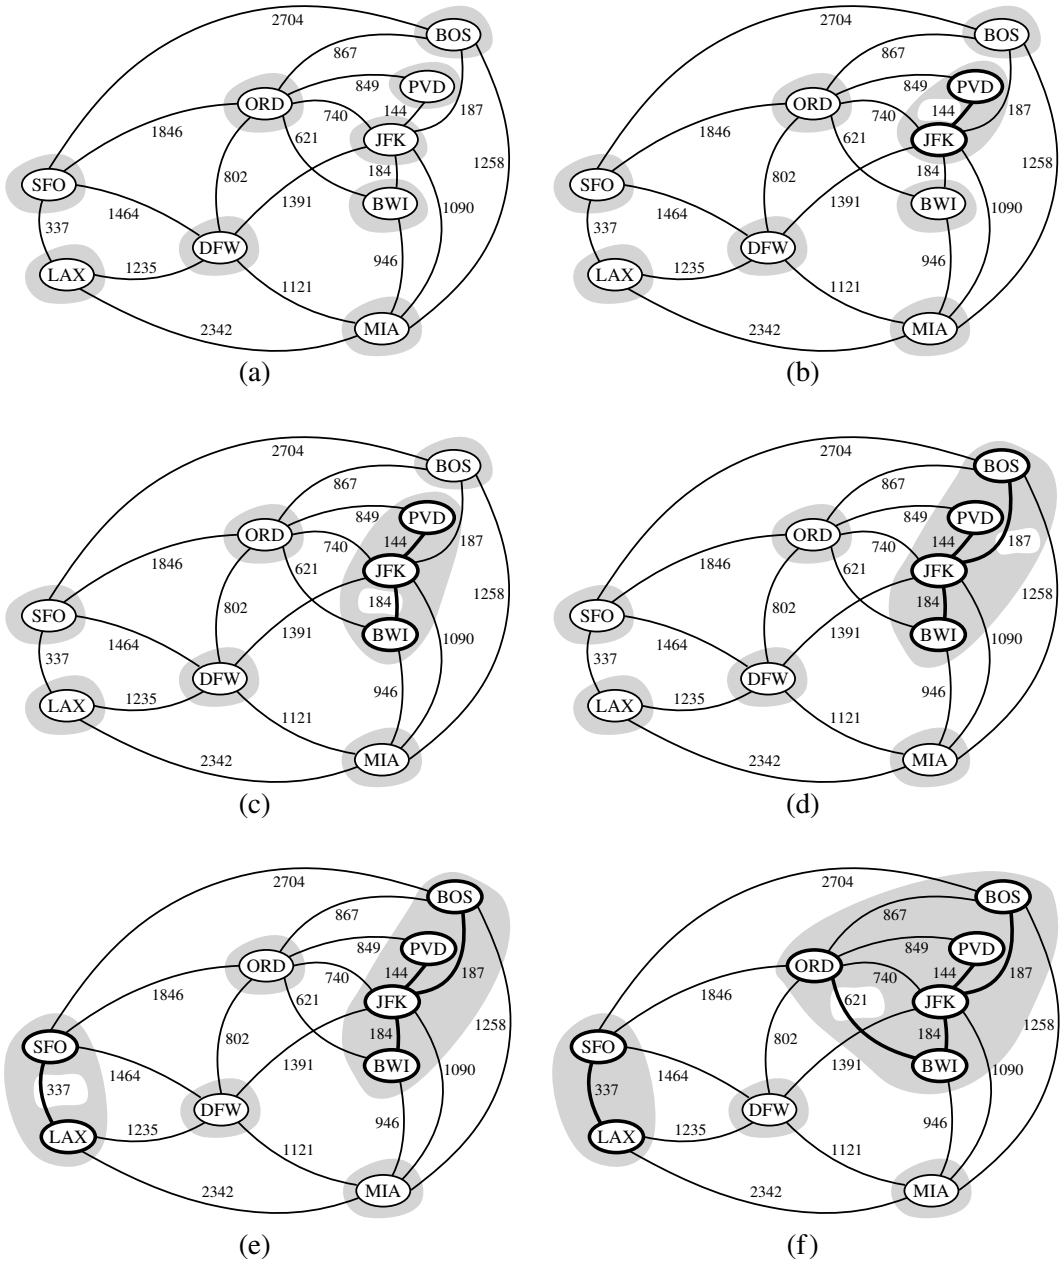 2704
BOS
867
849
PVD
ORD
740
144
187
JFK
1846
621
1258
184
SFO
802
1391
BWI
1464
337
1090
DFW
LAX
1235
946
1121
2342
MIA
(a)
2704
BOS
867
849
PVD
ORD
740
144
187
JFK
1846
621
1258
184
SFO
802
1391
BWI
1464
337
1090
DFW
LAX
1235
946
1121
2342
MIA
(b)
2704
BOS
867
849
PVD
ORD
740
144
187
JFK
1846
621
1258
184
SFO
802
1391
BWI
1464
337
1090
DFW
LAX
1235
946
1121
2342
MIA
(c)
2704
BOS
867
849
PVD
ORD
740
144
187
JFK
1846
621
1258
184
SFO
802
1391
BWI
1464
337
1090
DFW
LAX
1235
946
1121
2342
MIA
(d)
2704
BOS
867
849
PVD
ORD
740
144
187
JFK
1846
621
1258
184
SFO
802
1391
BWI
1464
337
1090
DFW
LAX
1235
946
1121
2342
MIA
(e)
2704
BOS
867
849
PVD
ORD
740
144
187
JFK
1846
621
1258
184
SFO
802
1391
BWI
1464
337
1090
DFW
LAX
1235
946
1121
2342
MIA
(f)